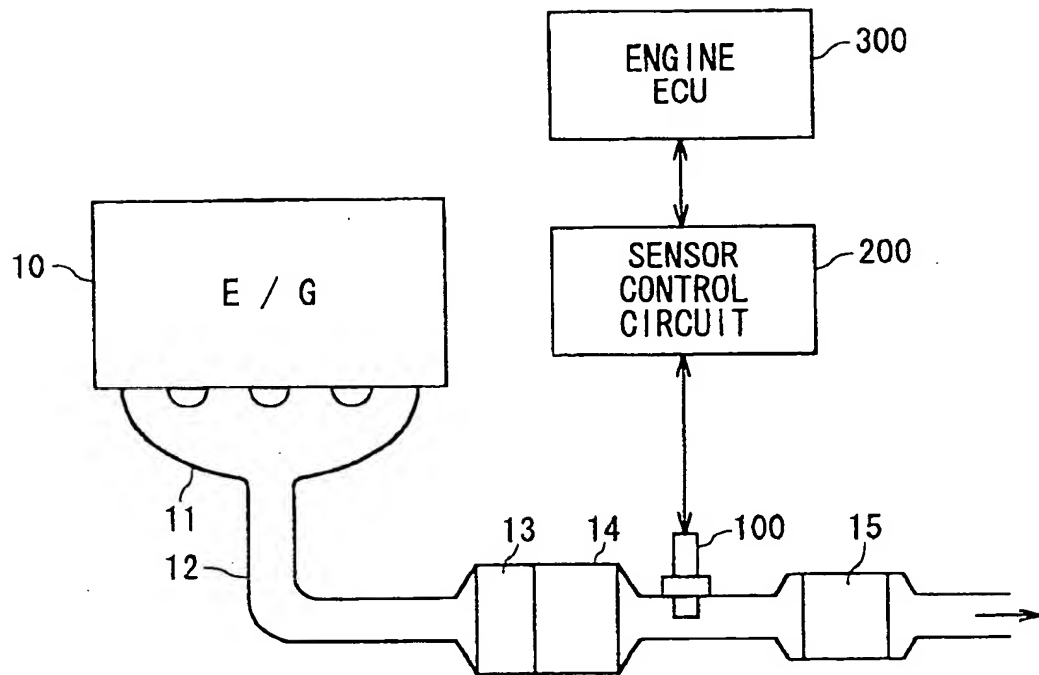 ENGINE
ECU
300
SENSOR
CONTROL
CIRCUIT
200
10
E / G
11
12
13
14
100
15